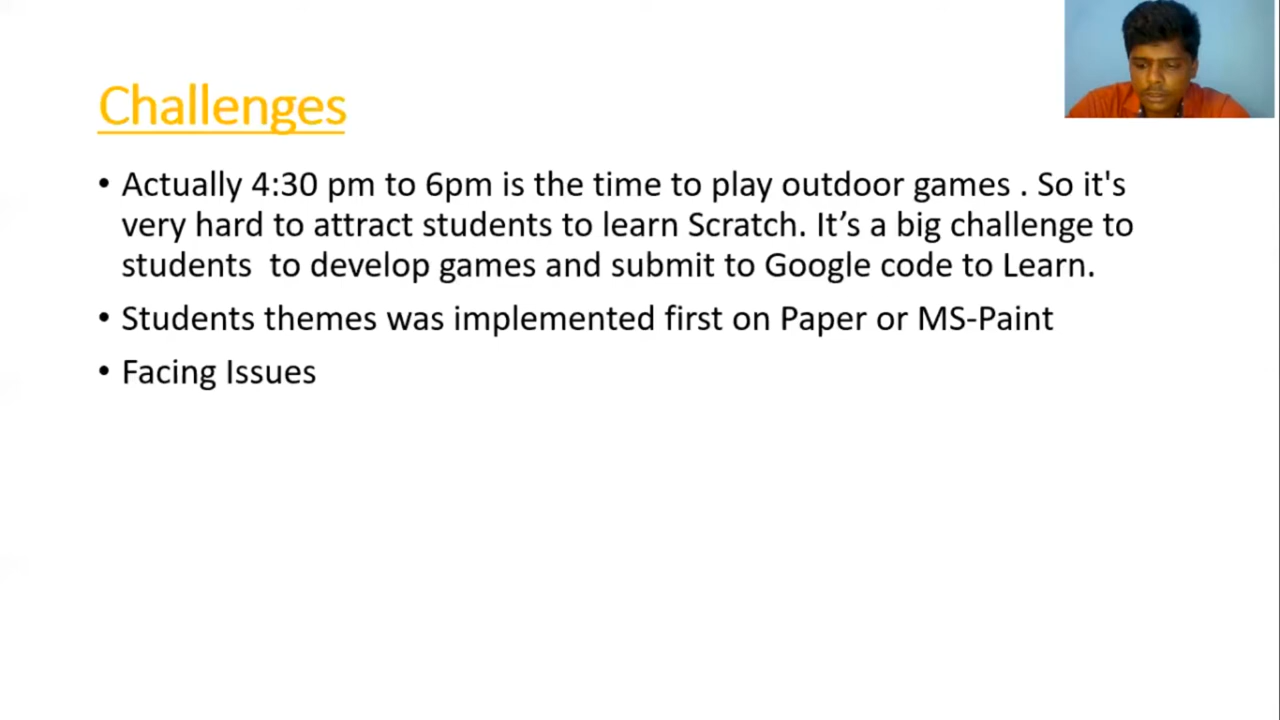 Challenges
• Actually 4:30 pm to 6pm is the time to play outdoor games . So it's
very hard to attract students to learn Scratch. It’s a big challenge to
students  to develop games and submit to Google code to Learn.
• Students themes was implemented first on Paper or MS-Paint
• Facing Issues